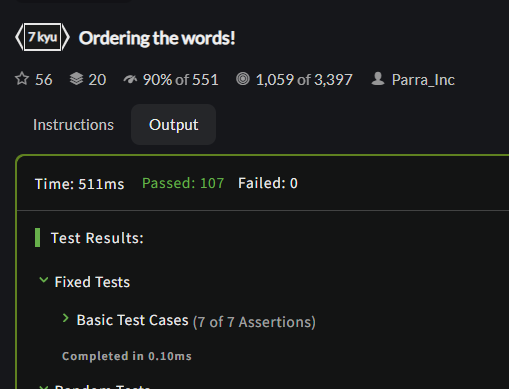 7 kyu Ordering the words!
56 20 90% of 551 1,059 of 3,397 Parra_Inc
Instructions Output
Time: 511ms Passed: 107 Failed: 0
Test Results:
Fixed Tests
Basic Test Cases (7 of 7 Assertions)
Completed in 0.10ms
Random Tests